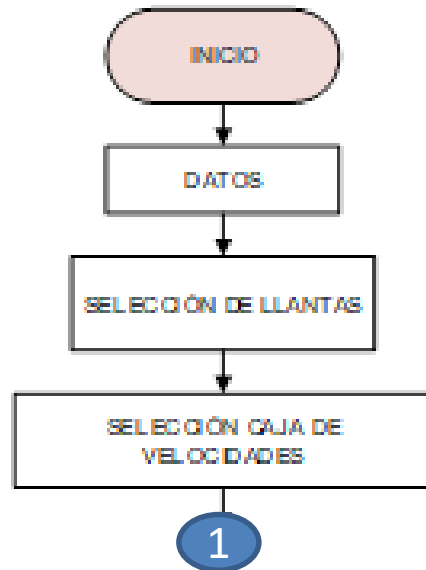 INICIO
DATOS
SELECCIÓN DE LLANTAS
SELECCIÓN CAJA DE
VELOCIDADES
1